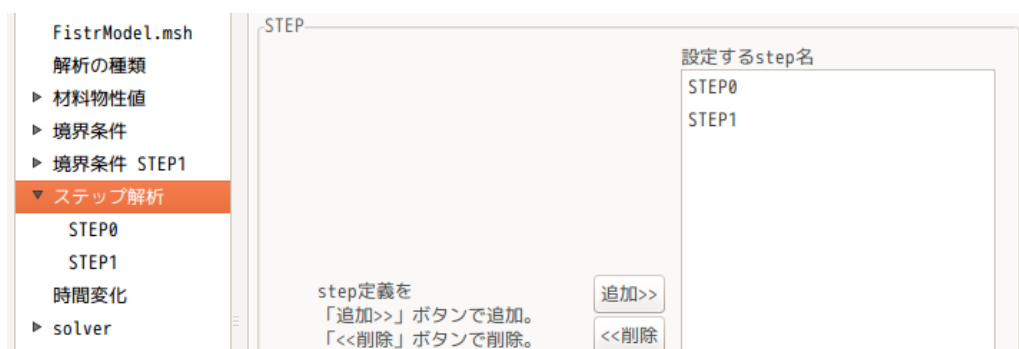 FistrModel.msh
解析の種類
▶ 材料物性値
▶ 境界条件
▶ 境界条件 STEP1
▼ ステップ解析
STEP0
STEP1
時間変化
▶ solver
STEP
設定するstep名
STEP0
STEP1
step定義を
「追加>>」ボタンで追加。
「<<削除」ボタンで削除。
追加>>
<<削除